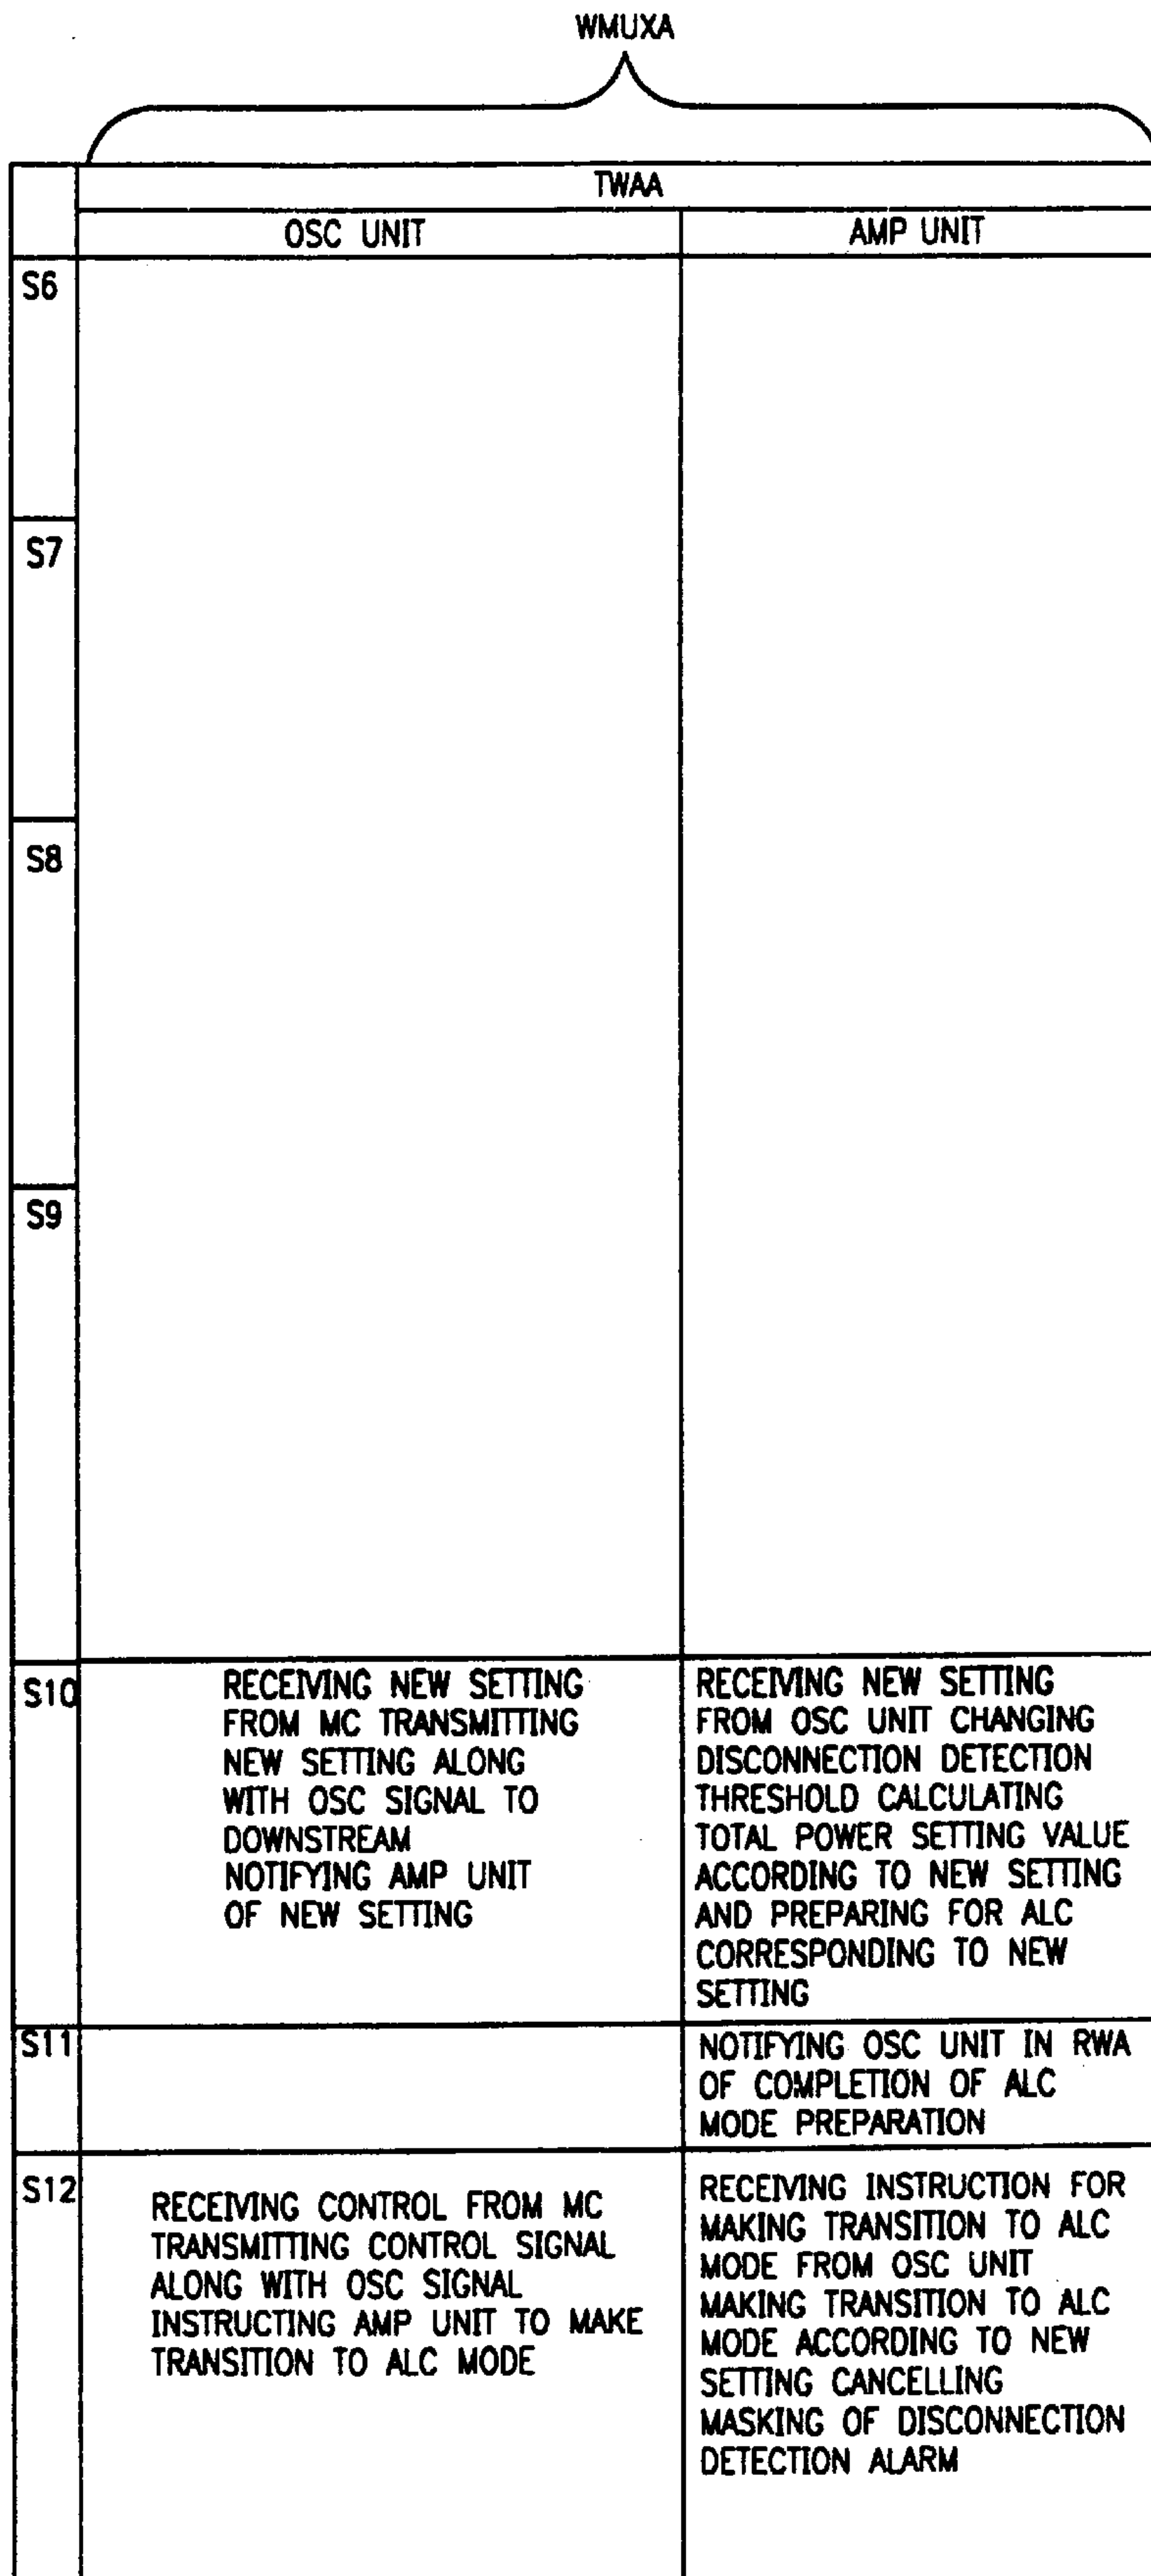 WMUXA
TWAA
OSC UNIT
AMP UNIT
S6
S7
S8
S9
S10
RECEIVING NEW SETTING
FROM MC TRANSMITTING
NEW SETTING ALONG
WITH OSC SIGNAL TO
DOWNSTREAM
NOTIFYING AMP UNIT
OF NEW SETTING
RECEIVING NEW SETTING
FROM OSC UNIT CHANGING
DISCONNECTION DETECTION
THRESHOLD CALCULATING
TOTAL POWER SETTING VALUE
ACCORDING TO NEW SETTING
AND PREPARING FOR ALC
CORRESPONDING TO NEW
SETTING
S11
NOTIFYING OSC UNIT IN RWA
OF COMPLETION OF ALC
MODE PREPARATION
S12
RECEIVING CONTROL FROM MC
TRANSMITTING CONTROL SIGNAL
ALONG WITH OSC SIGNAL
INSTRUCTING AMP UNIT TO MAKE
TRANSITION TO ALC MODE
RECEIVING INSTRUCTION FOR
MAKING TRANSITION TO ALC
MODE FROM OSC UNIT
MAKING TRANSITION TO ALC
MODE ACCORDING TO NEW
SETTING CANCELLING
MASKING OF DISCONNECTION
DETECTION ALARM